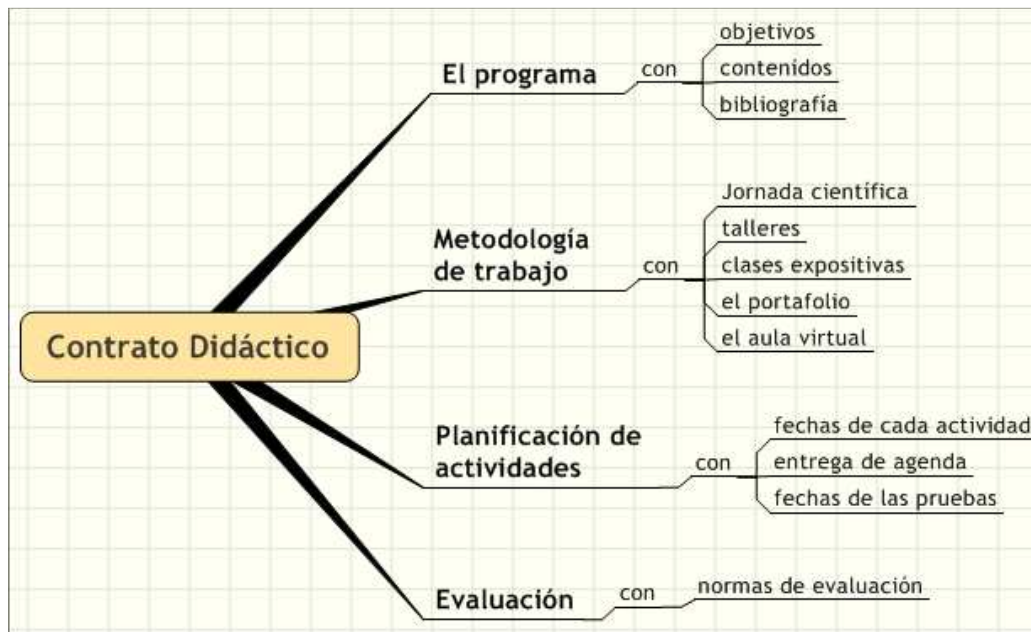 Contrato Didáctico
El programa
con
objetivos
contenidos
bibliografía
Metodología
de trabajo
con
Jornada científica
talleres
clases expositivas
el portafolio
el aula virtual
Planificación de
actividades
con
fechas de cada actividad
entrega de agenda
fechas de las pruebas
Evaluación
con
normas de evaluación